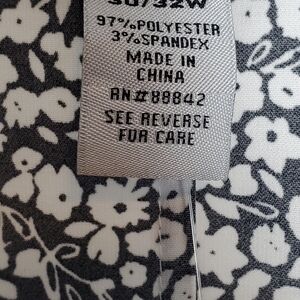 30/32W
97%POLYESTER
3%SPANDEX
MADE IN
CHINA
RN#88842
SEE REVERSE
FOR CARE